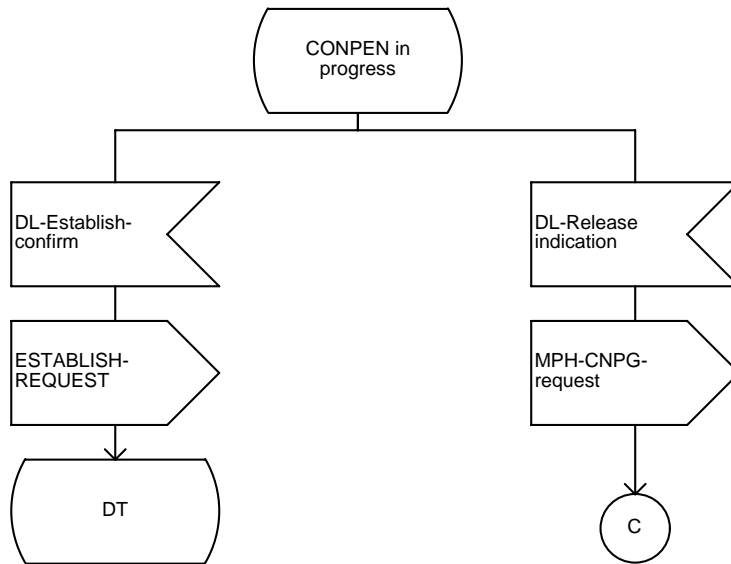 CONPEN in
progress
DL-Establish-
confirm
DL-Release
indication
ESTABLISH-
REQUEST
MPH-CNPG-
request
DT
C